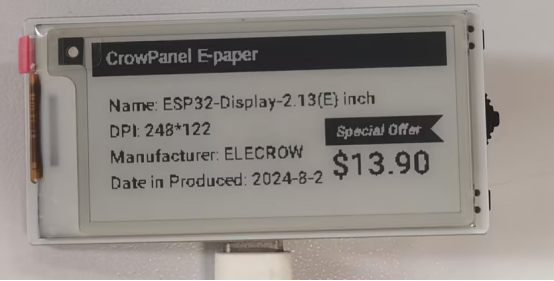 CrowPanel E-paper
Name: ESP32-Display-2.13(E) inch
DPI: 248*122
Special Offer
Manufacturer: ELECROW
$13.90
Date in Produced: 2024-8-2